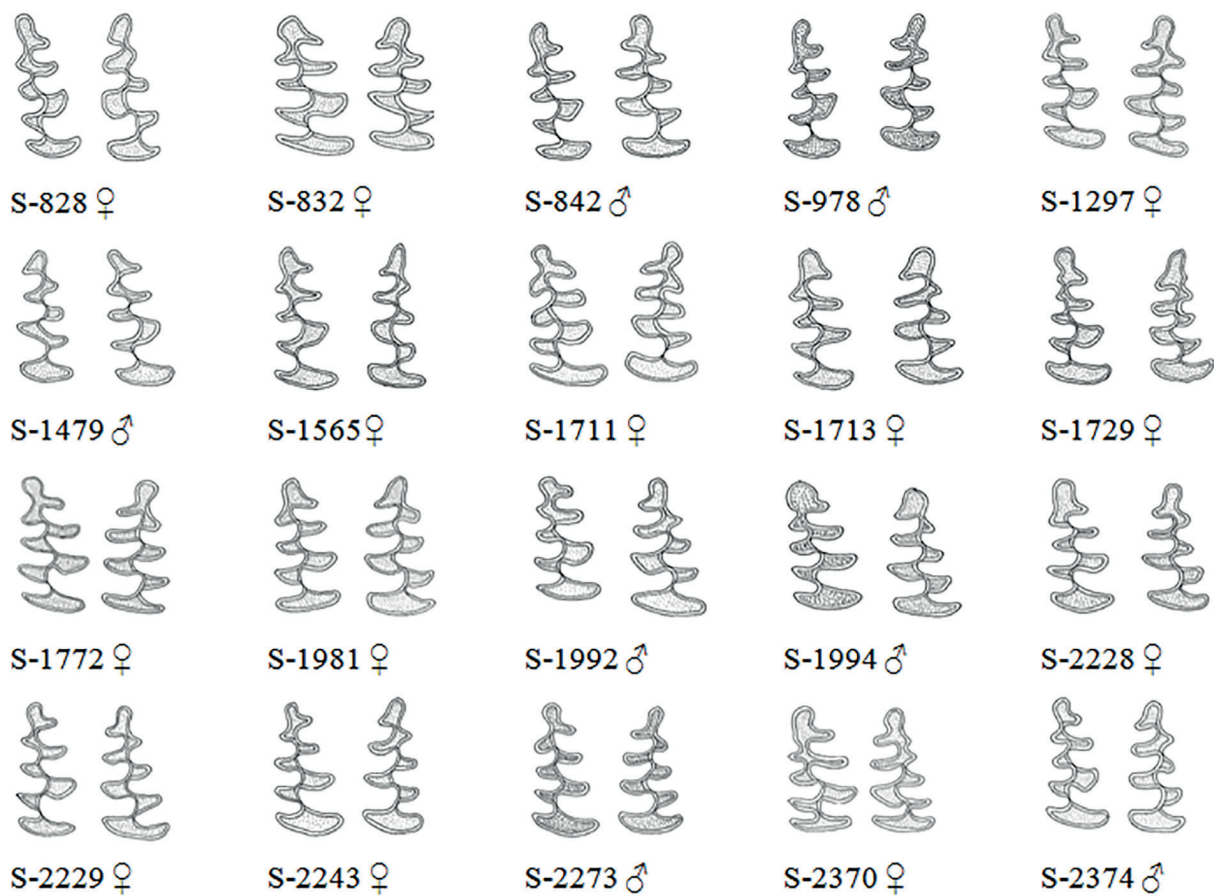 S-828 ♀ S-832 ♀ S-842 ♂ S-978 ♂ S-1297 ♀
S-1479 ♂ S-1565 ♀ S-1711 ♀ S-1713 ♀ S-1729 ♀
S-1772 ♀ S-1981 ♀ S-1992 ♂ S-1994 ♂ S-2228 ♀
S-2229 ♀ S-2243 ♀ S-2273 ♂ S-2370 ♀ S-2374 ♂